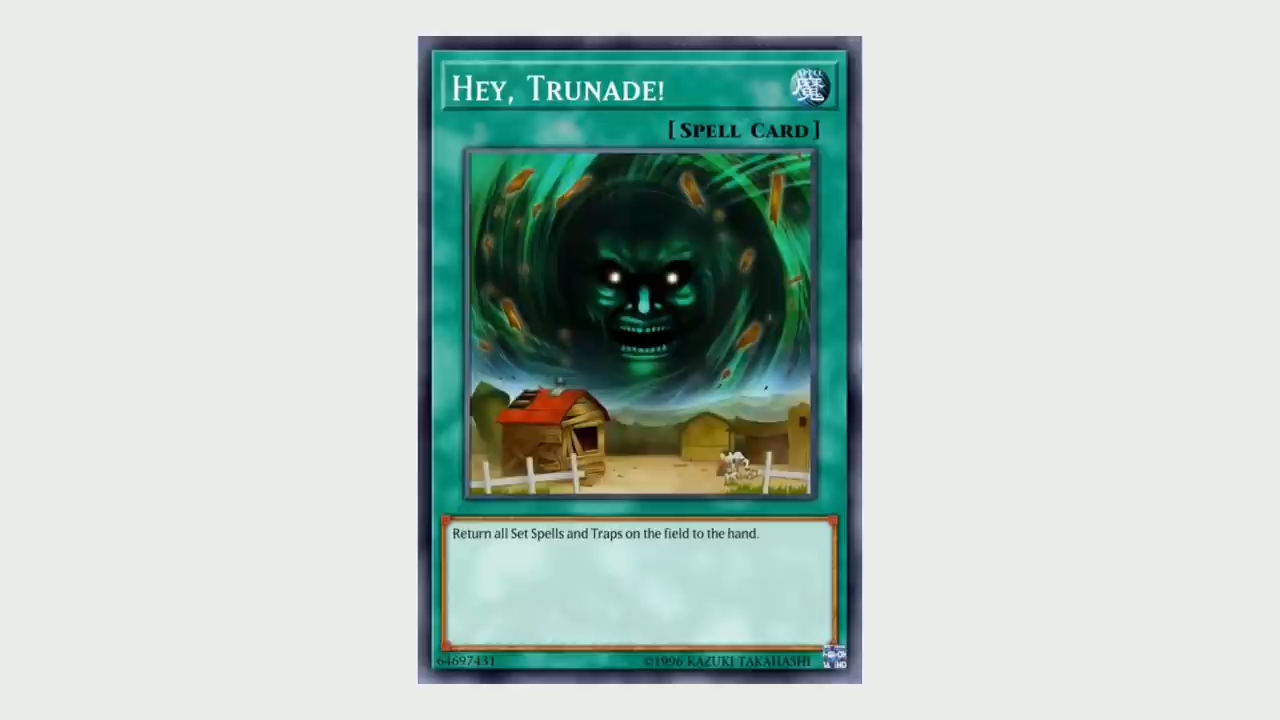 Hey, Trunade!
魔
[Spell Card]
Return all Set Spells and Traps on the field to the hand.
64697431
©1996 KAZUKI TAKAHASHI